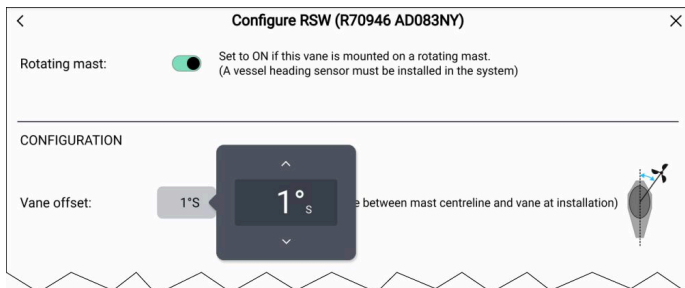 Configure RSW (R70946 AD083NY)
Rotating mast:
Set to ON if this vane is mounted on a rotating mast.
(A vessel heading sensor must be installed in the system)
CONFIGURATION
Vane offset:
1°S
1°S
between mast centreline and vane at installation)